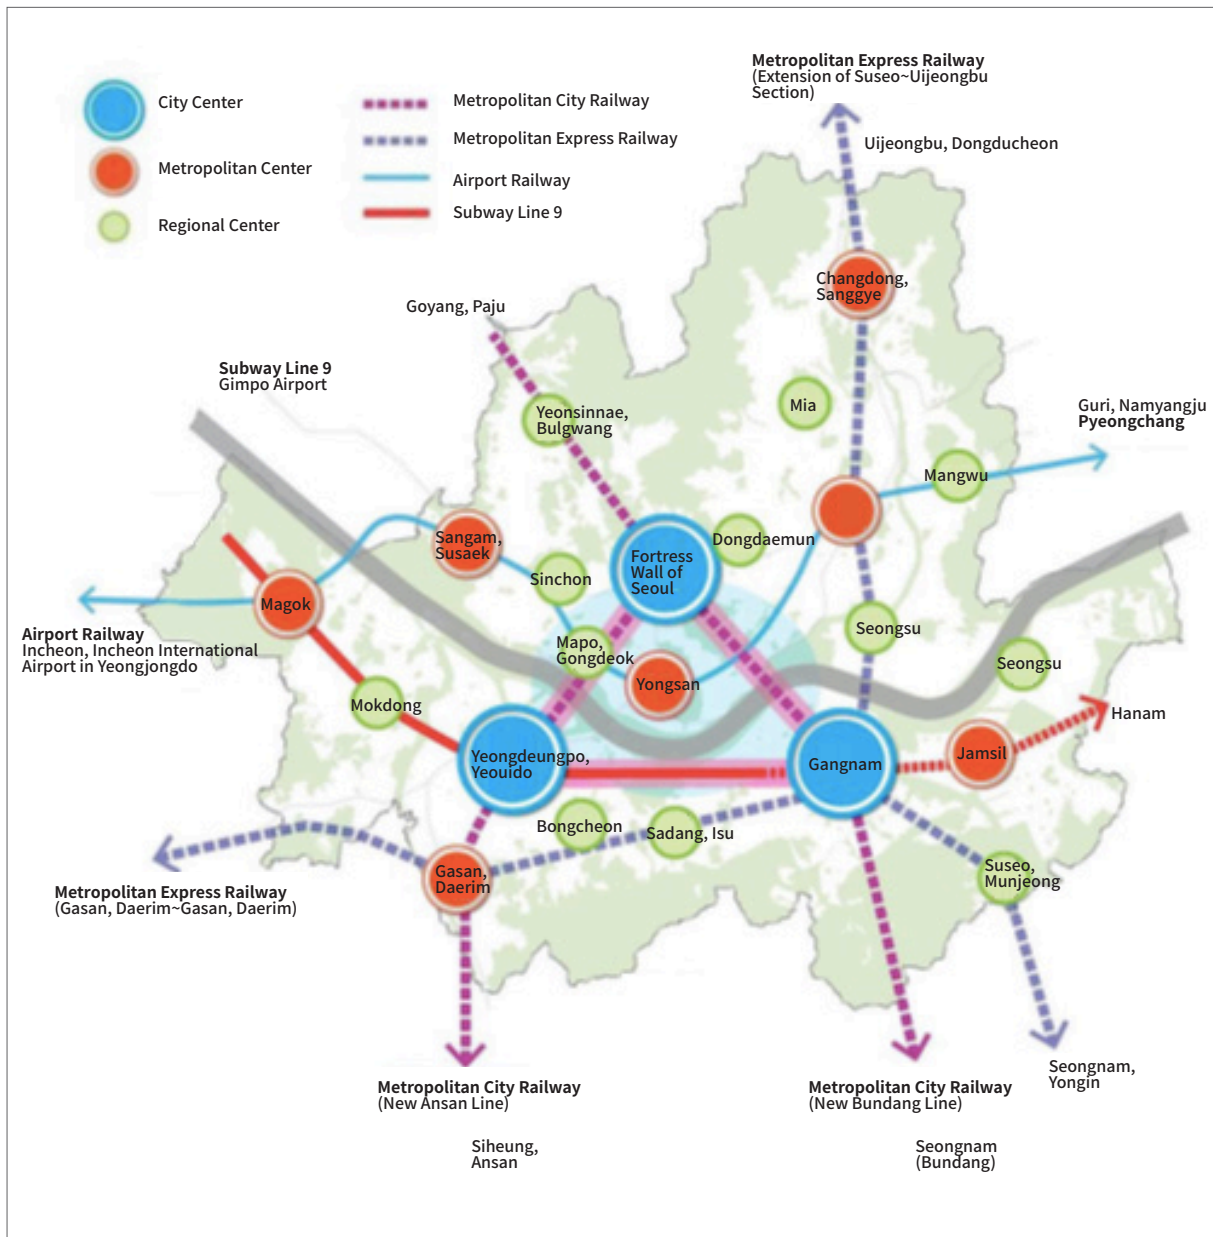 City Center
Metropolitan Center
Regional Center
Metropolitan City Railway
Metropolitan Express Railway
Airport Railway
Subway Line 9
Metropolitan Express Railway
(Extension of Suseo~Uijeongbu
Section)
Uijeongbu, Dongducheon
Changdong,
Sanggye
Goyang, Paju
Subway Line 9
Gimpo Airport
Yeonsinnae,
Bulgwang
Mia
Guri, Namyangju
Pyeongchang
Mangwu
Sangam,
Susaek
Dongdaemun
Fortress
Wall of
Seoul
Sinchon
Magok
Airport Railway
Incheon, Incheon International
Airport in Yeongjongdo
Mapo,
Gongdeok
Seongsu
Seongsu
Yongsan
Mokdong
Hanam
Yeongdeungpo,
Yeouido
Gangnam
Jamsil
Bongcheon
Sadang, Isu
Gasan,
Daerim
Suseo,
Munjeong
Metropolitan Express Railway
(Gasan, Daerim~Gasan, Daerim)
Seongnam,
Yongin
Metropolitan City Railway
(New Ansan Line)
Siheung,
Ansan
Metropolitan City Railway
(New Bundang Line)
Seongnam
(Bundang)